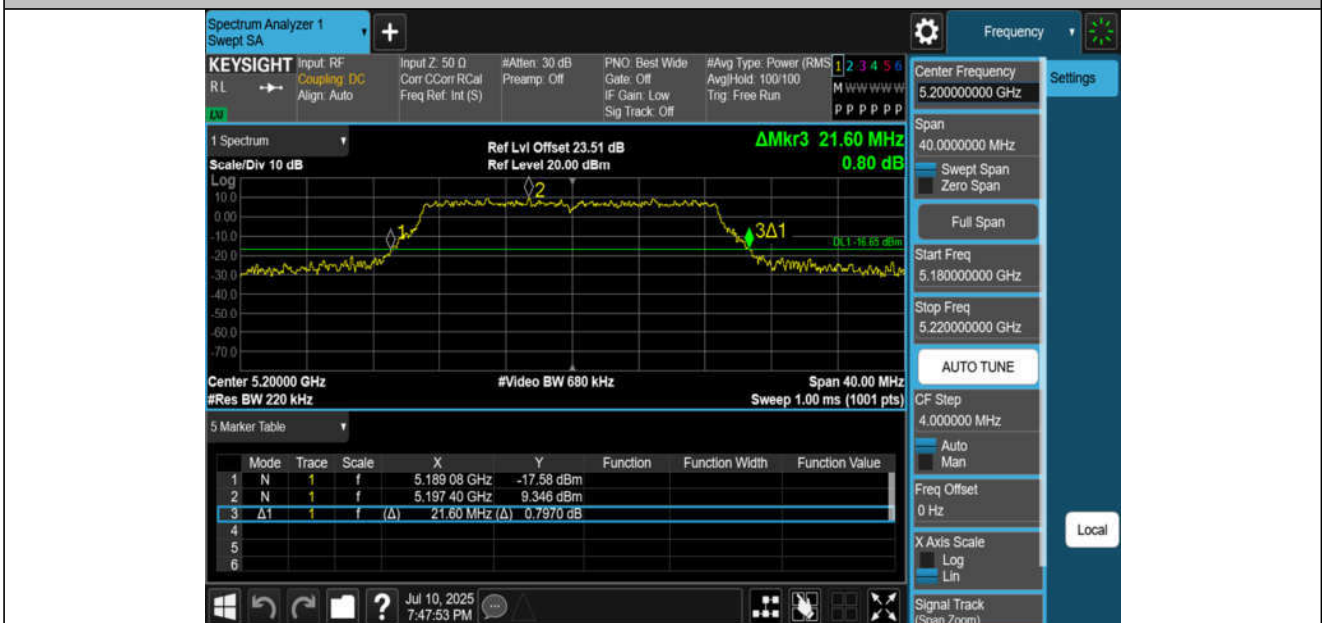 Spectrum Analyzer 1
Swept SA
+
Frequency
KEYSIGHT
RL
LU
Input: RF
Coupling: DC
Align: Auto
Input Z: 50 Ω
Corr CCorr RCal
Freq Ref: Int (S)
#Atten: 30 dB
Preamp: Off
PNO: Best Wide
Gate: Off
IF Gain: Low
Sig Track: Off
#Avg Type: Power (RMS
Avg|Hold: 100/100
Trig: Free Run
1 2 3 4 5 6
M W W W W W
P P P P P P
1 Spectrum
Scale/Div 10 dB
Ref Lvl Offset 23.51 dB
Ref Level 20.00 dBm
ΔMkr3 21.60 MHz
0.80 dB
Log
10.0
0.00
-10.0
-20.0
-30.0
-40.0
-50.0
-60.0
-70.0
1
2
3Δ1
DL1 -16.65 dBm
Center 5.20000 GHz
#Res BW 220 kHz
#Video BW 680 kHz
Span 40.00 MHz
Sweep 1.00 ms (1001 pts)
5 Marker Table
Mode Trace Scale X Y Function Function Width Function Value
1 N 1 f 5.189 08 GHz -17.58 dBm
2 N 1 f 5.197 40 GHz 9.346 dBm
3 Δ1 1 f (Δ) 21.60 MHz (Δ) 0.7970 dB
4
5
6
?
Jul 10, 2025
7:47:53 PM
Center Frequency
5.200000000 GHz
Settings
Span
40.0000000 MHz
Swept Span
Zero Span
Full Span
Start Freq
5.180000000 GHz
Stop Freq
5.220000000 GHz
AUTO TUNE
CF Step
4.000000 MHz
Auto
Man
Freq Offset
0 Hz
X Axis Scale
Log
Lin
Signal Track
(Span Zoom)
Local